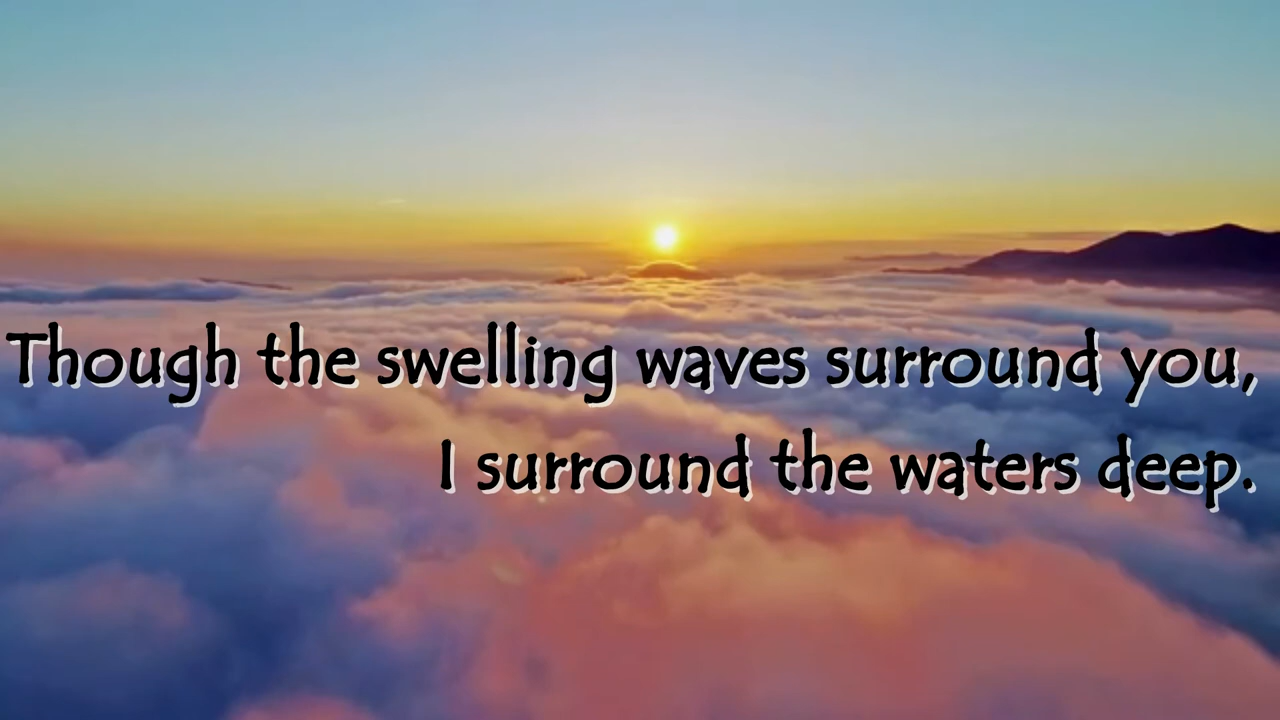 Though the swelling waves surround you,
I surround the waters deep.